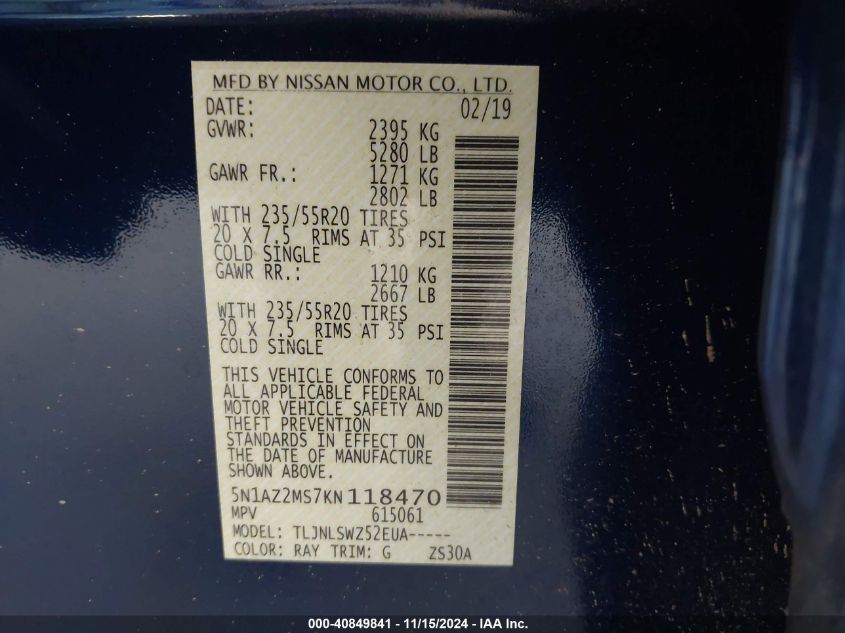 MFD BY NISSAN MOTOR CO., LTD.
DATE: 02/19
GVWR: 2395 KG
5280 LB
GAWR FR.: 1271 KG
2802 LB
WITH 235/55R20 TIRES
20 X 7.5 RIMS AT 35 PSI
COLD SINGLE
GAWR RR.: 1210 KG
2667 LB
WITH 235/55R20 TIRES
20 X 7.5 RIMS AT 35 PSI
COLD SINGLE
THIS VEHICLE CONFORMS TO
ALL APPLICABLE FEDERAL
MOTOR VEHICLE SAFETY AND
THEFT PREVENTION
STANDARDS IN EFFECT ON
THE DATE OF MANUFACTURE
SHOWN ABOVE.
5N1AZ2MS7KN118470
MPV 615061
MODEL: TLJNLSWZ52EUA-----
COLOR: RAY TRIM: G ZS30A
000-40849841 - 11/15/2024 - IAA Inc.